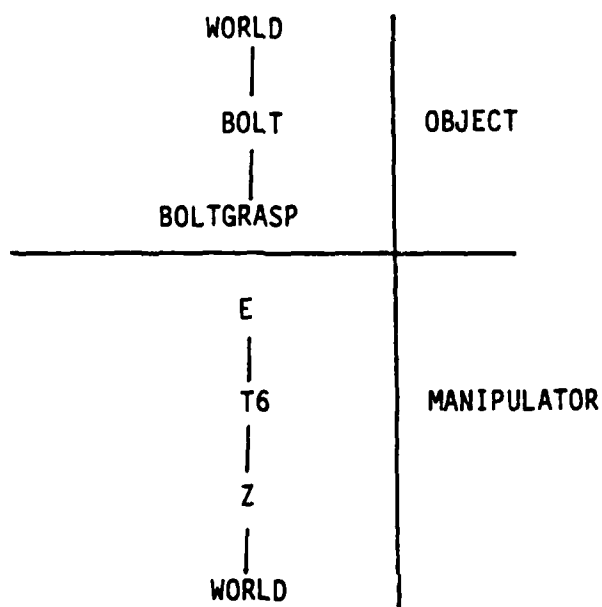 WORLD
BOLT OBJECT
BOLTGRASP
E
T6 MANIPULATOR
Z
WORLD